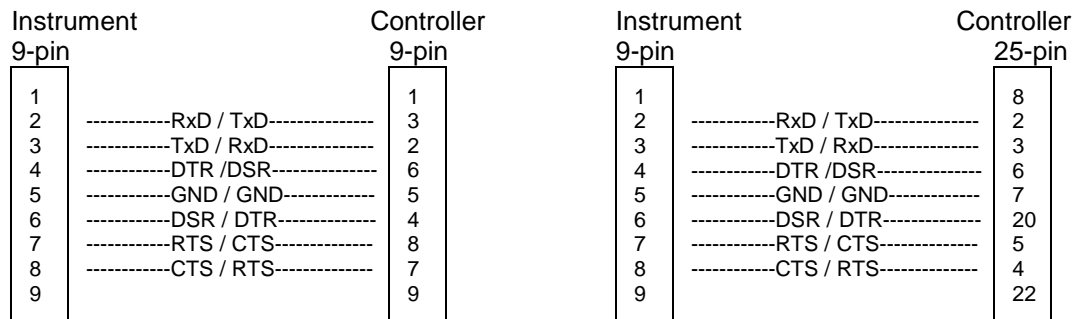 Instrument Controller
9-pin 9-pin
1 1
2 -------------RxD / TxD---------------- 3
3 -------------TxD / RxD---------------- 2
4 -------------DTR /DSR---------------- 6
5 -------------GND / GND-------------- 5
6 -------------DSR / DTR--------------- 4
7 -------------RTS / CTS--------------- 8
8 -------------CTS / RTS--------------- 7
9 9
Instrument Controller
9-pin 25-pin
1 8
2 -------------RxD / TxD---------------- 2
3 -------------TxD / RxD---------------- 3
4 -------------DTR /DSR---------------- 6
5 -------------GND / GND-------------- 7
6 -------------DSR / DTR--------------- 20
7 -------------RTS / CTS--------------- 5
8 -------------CTS / RTS--------------- 4
9 22